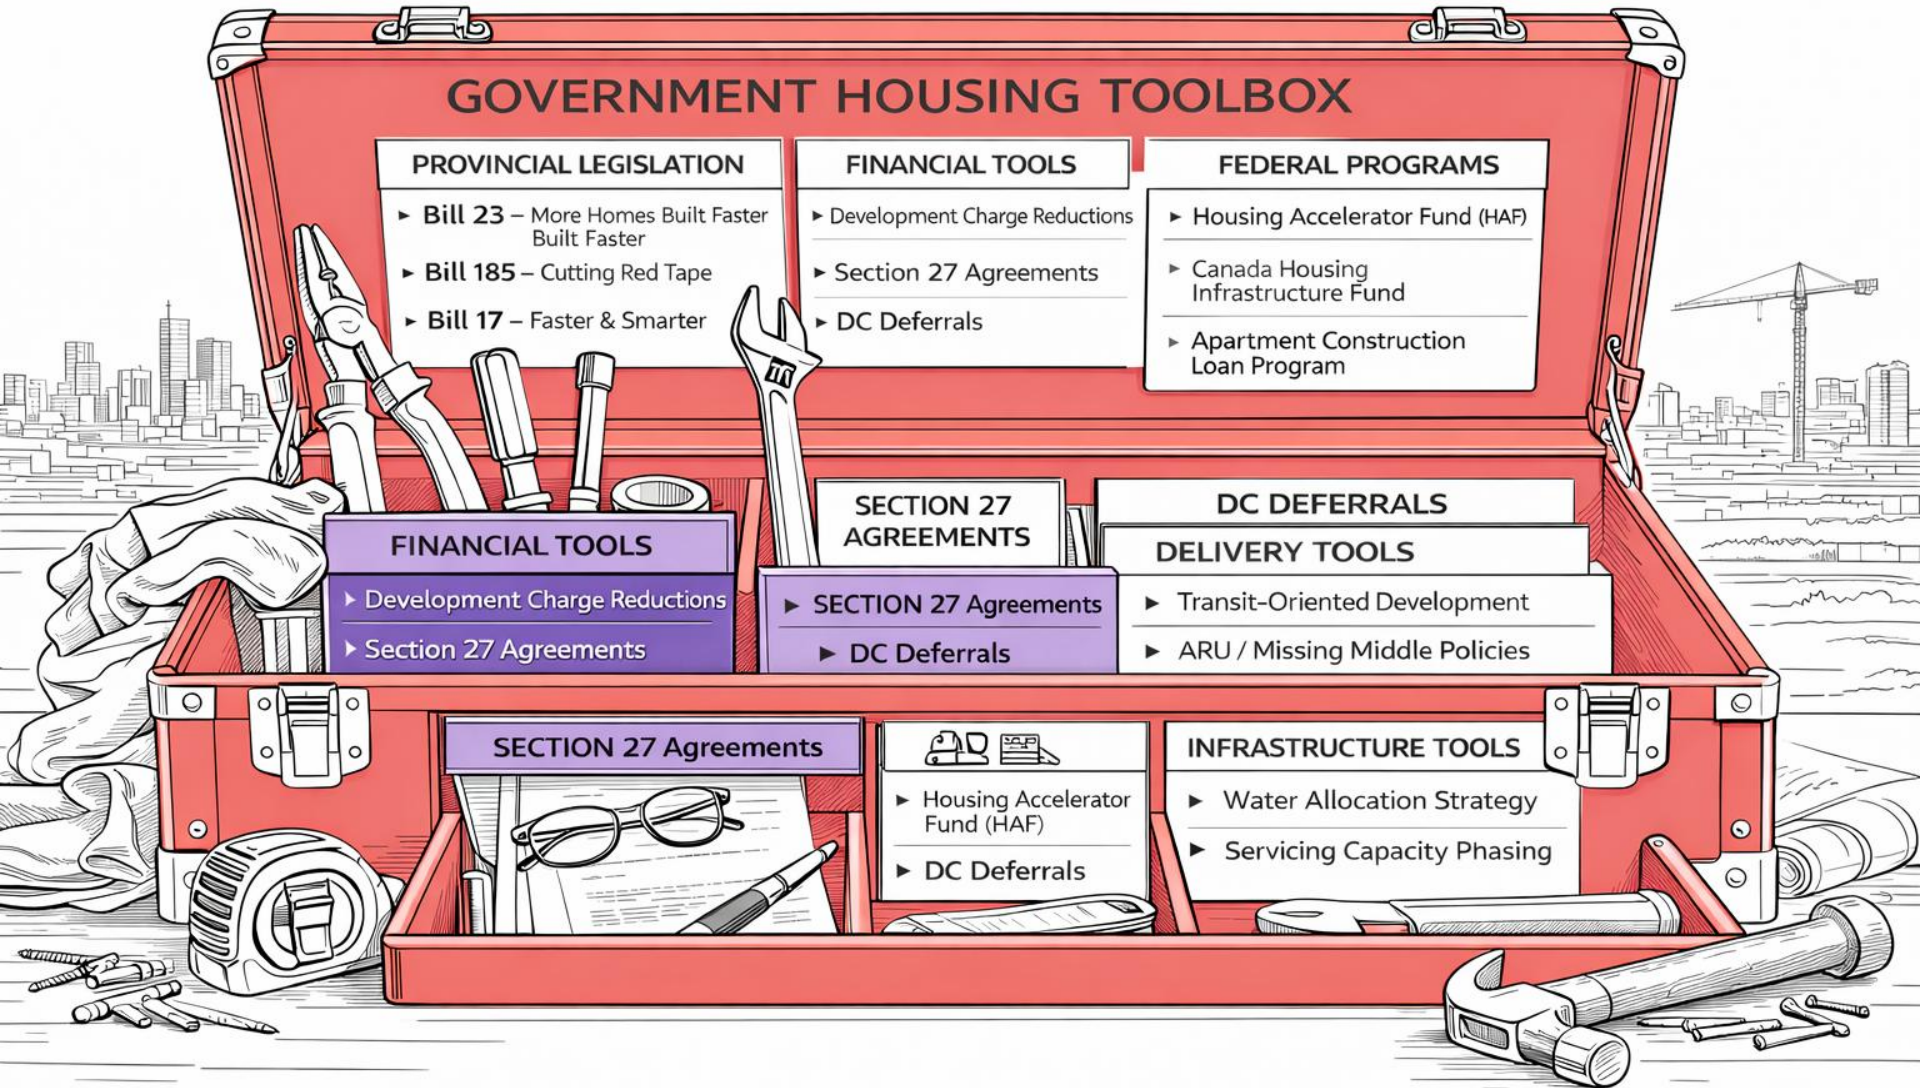 GOVERNMENT HOUSING TOOLBOX
PROVINCIAL LEGISLATION
► Bill 23 – More Homes Built Faster
Built Faster
► Bill 185 – Cutting Red Tape
► Bill 17 – Faster & Smarter
FINANCIAL TOOLS
► Development Charge Reductions
► Section 27 Agreements
► DC Deferrals
FEDERAL PROGRAMS
► Housing Accelerator Fund (HAF)
► Canada Housing
Infrastructure Fund
► Apartment Construction
Loan Program
FINANCIAL TOOLS
► Development Charge Reductions
► Section 27 Agreements
SECTION 27
AGREEMENTS
► SECTION 27 Agreements
► DC Deferrals
DC DEFERRALS
DELIVERY TOOLS
► Transit-Oriented Development
► ARU / Missing Middle Policies
SECTION 27 Agreements
► Housing Accelerator
Fund (HAF)
► DC Deferrals
INFRASTRUCTURE TOOLS
► Water Allocation Strategy
► Servicing Capacity Phasing